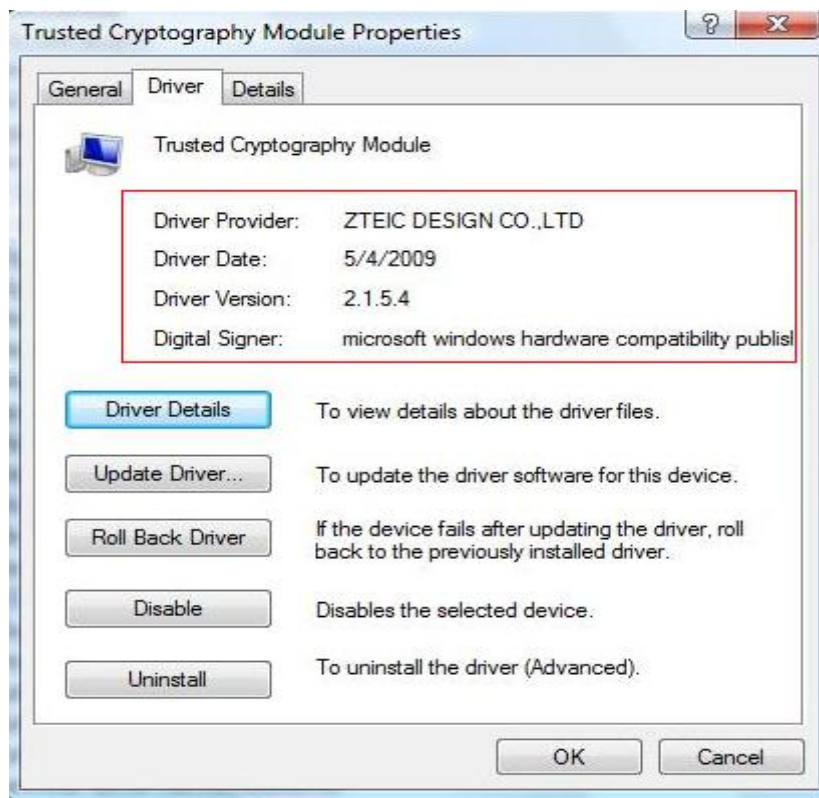 Trusted Cryptography Module Properties
General Driver Details
Trusted Cryptography Module
Driver Provider: ZTEIC DESIGN CO.,LTD
Driver Date: 5/4/2009
Driver Version: 2.1.5.4
Digital Signer: microsoft windows hardware compatibility publisl
Driver Details To view details about the driver files.
Update Driver... To update the driver software for this device.
Roll Back Driver If the device fails after updating the driver, roll
back to the previously installed driver.
Disable Disables the selected device.
Uninstall To uninstall the driver (Advanced).
OK Cancel